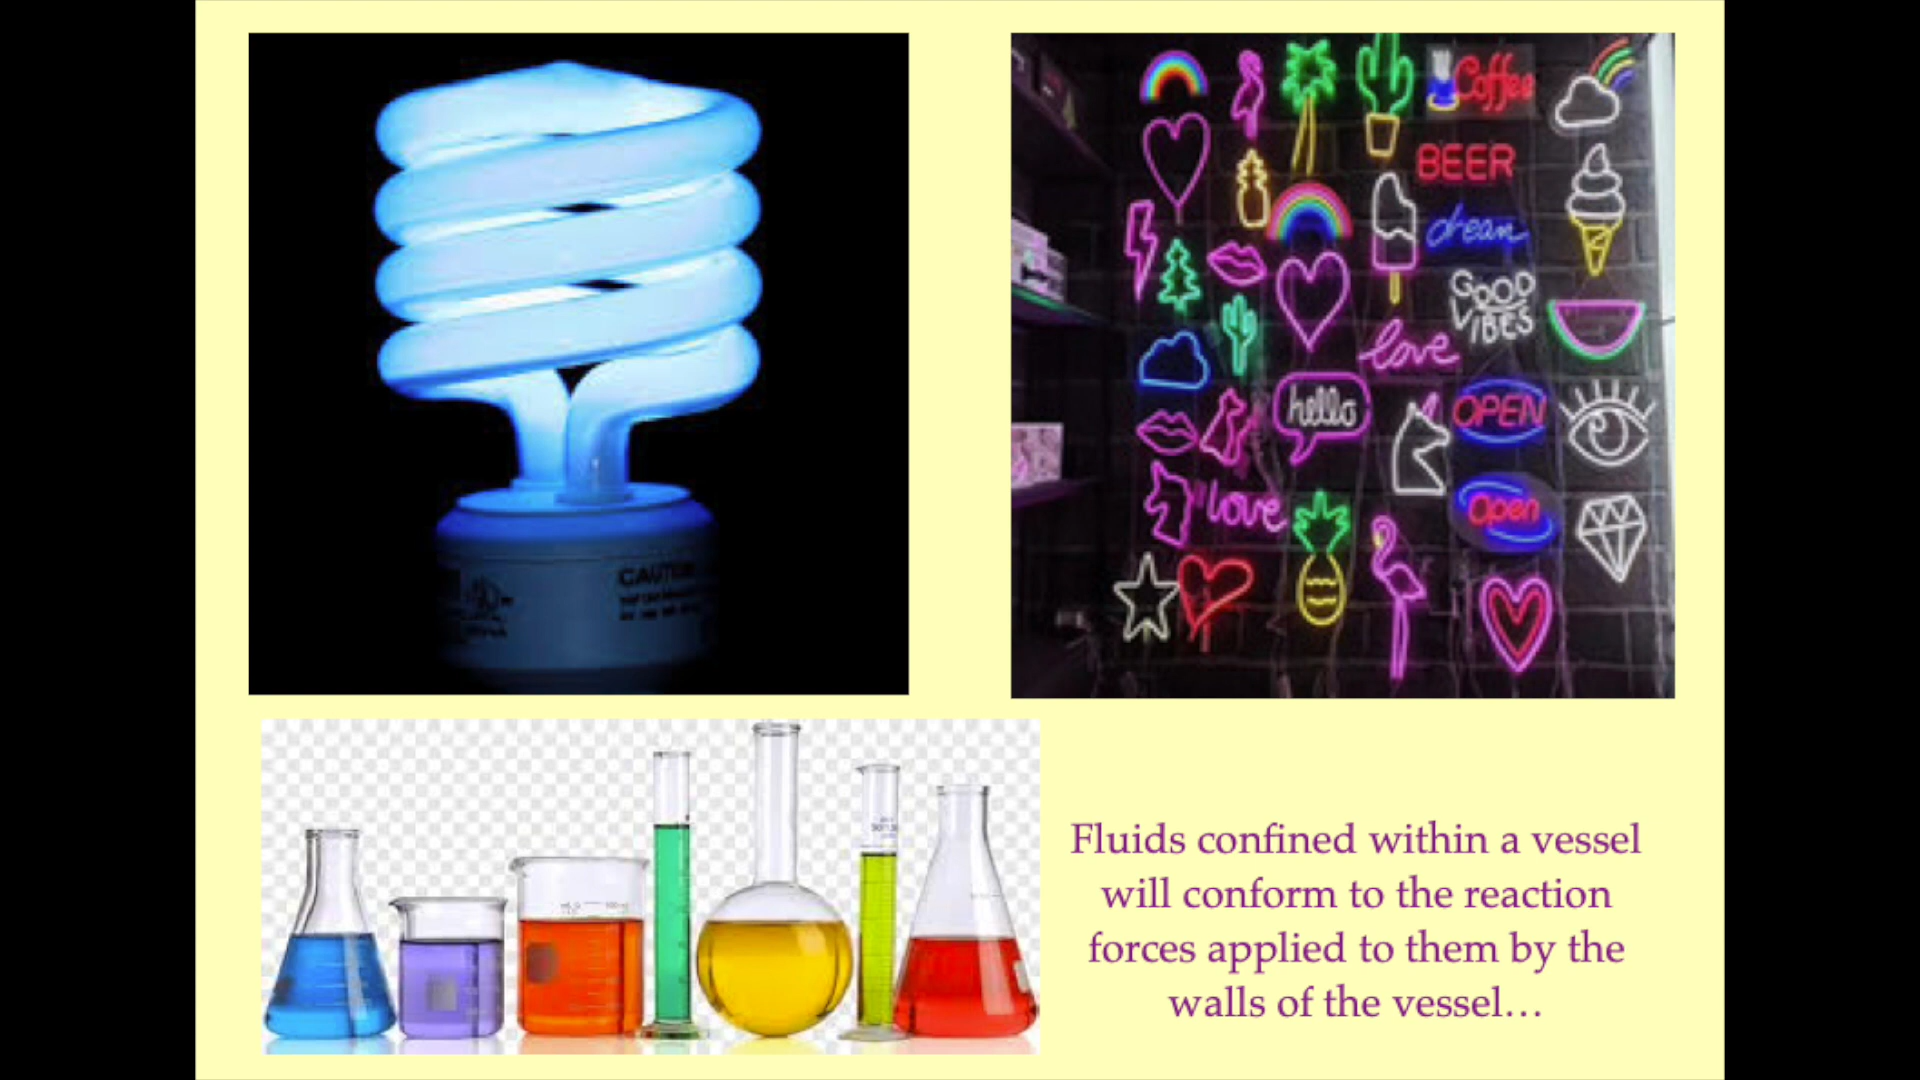 Coffee
BEER
dream
GOOD
VIBES
love
hello
OPEN
love
Open
CAUTION
Fluids confined within a vessel
will conform to the reaction
forces applied to them by the
walls of the vessel…